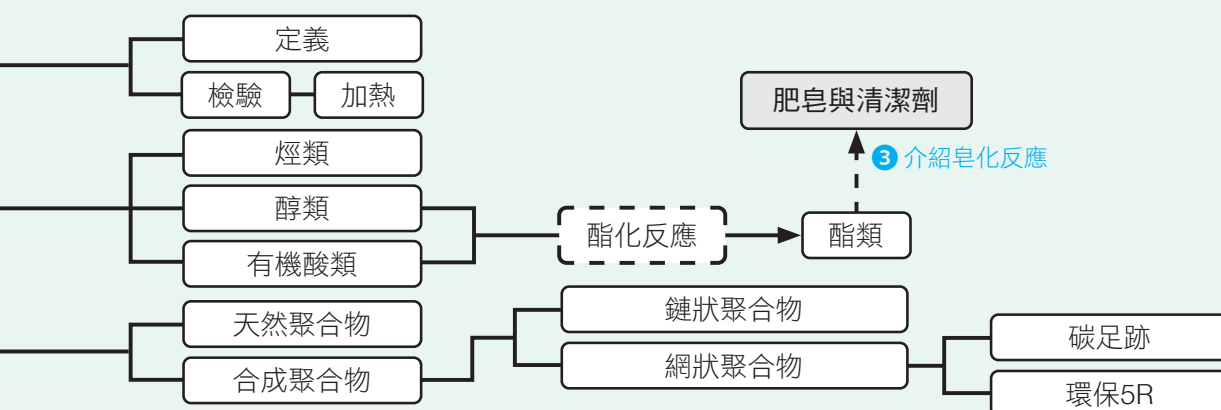 定義
檢驗
加熱
肥皂與清潔劑
3 介紹皂化反應
烴類
醇類
有機酸類
酯化反應
酯類
天然聚合物
合成聚合物
鏈狀聚合物
網狀聚合物
碳足跡
環保5R